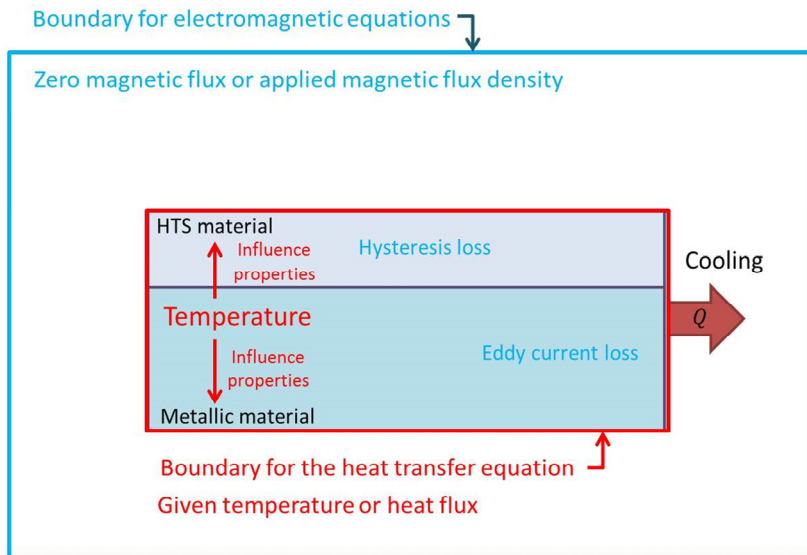 Boundary for electromagnetic equations
Zero magnetic flux or applied magnetic flux density
HTS material
Influence
properties
Hysteresis loss
Cooling
Temperature
Q
Influence
properties
Eddy current loss
Metallic material
Boundary for the heat transfer equation
Given temperature or heat flux